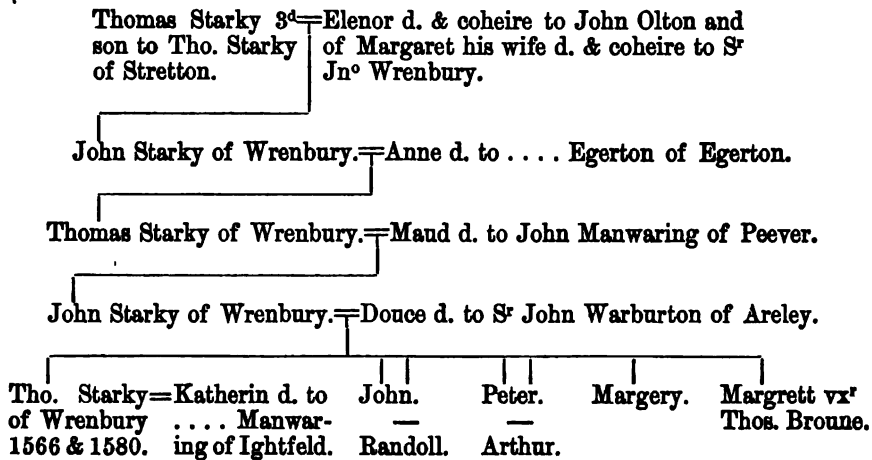 Thomas Starky 3ᵈ=Elenor d. & coheire to John Olton and
son to Tho. Starky of Margaret his wife d. & coheire to Sʳ
of Stretton. Jnᵒ Wrenbury.
John Starky of Wrenbury.=Anne d. to . . . . Egerton of Egerton.
Thomas Starky of Wrenbury.=Maud d. to John Manwaring of Peever.
John Starky of Wrenbury.=Douce d. to Sʳ John Warburton of Areley.
Tho. Starky=Katherin d. to John. Peter. Margery. Margrett vxʳ
of Wrenbury . . . . Manwar- — — Thos. Broune.
1566 & 1580. ing of Ightfeld. Randoll. Arthur.